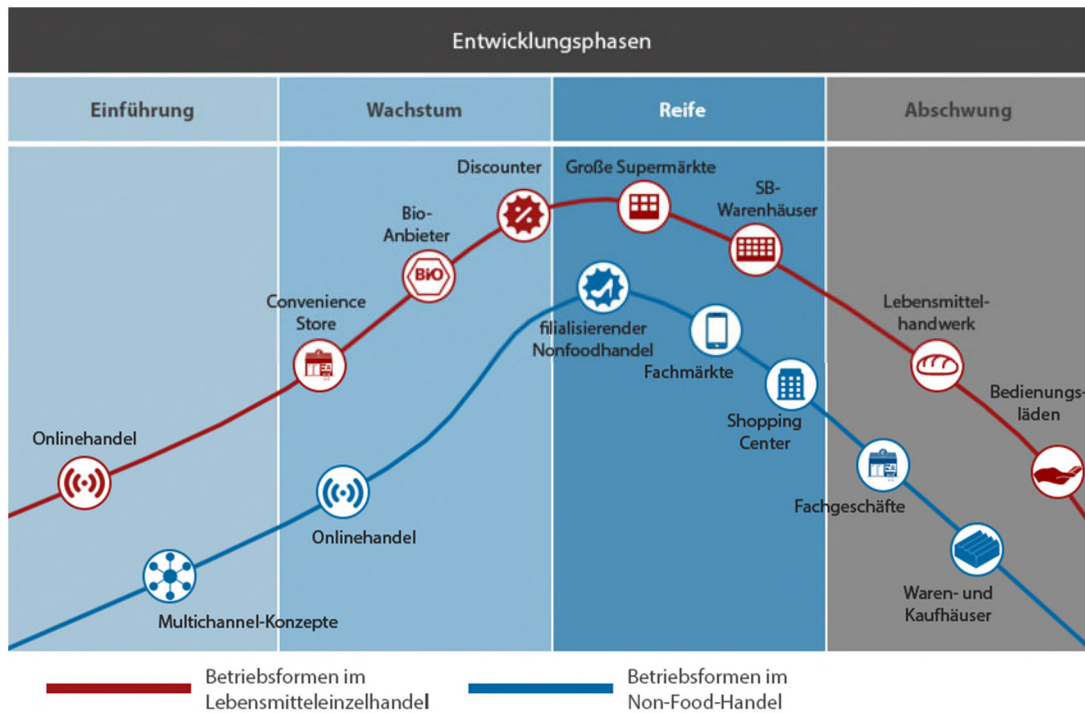 Entwicklungsphasen
Einführung
Wachstum
Reife
Abschwung
Discounter
Große Supermärkte
SB-
Warenhäuser
Bio-
Anbieter
BIO
Convenience
Store
filialisierender
Nonfoodhandel
Lebensmittel-
handwerk
Fachmärkte
Bedienungs-
läden
Onlinehandel
Shopping
Center
Fachgeschäfte
Onlinehandel
Multichannel-Konzepte
Waren- und
Kaufhäuser
Betriebsformen im
Lebensmitteleinzelhandel
Betriebsformen im
Non-Food-Handel